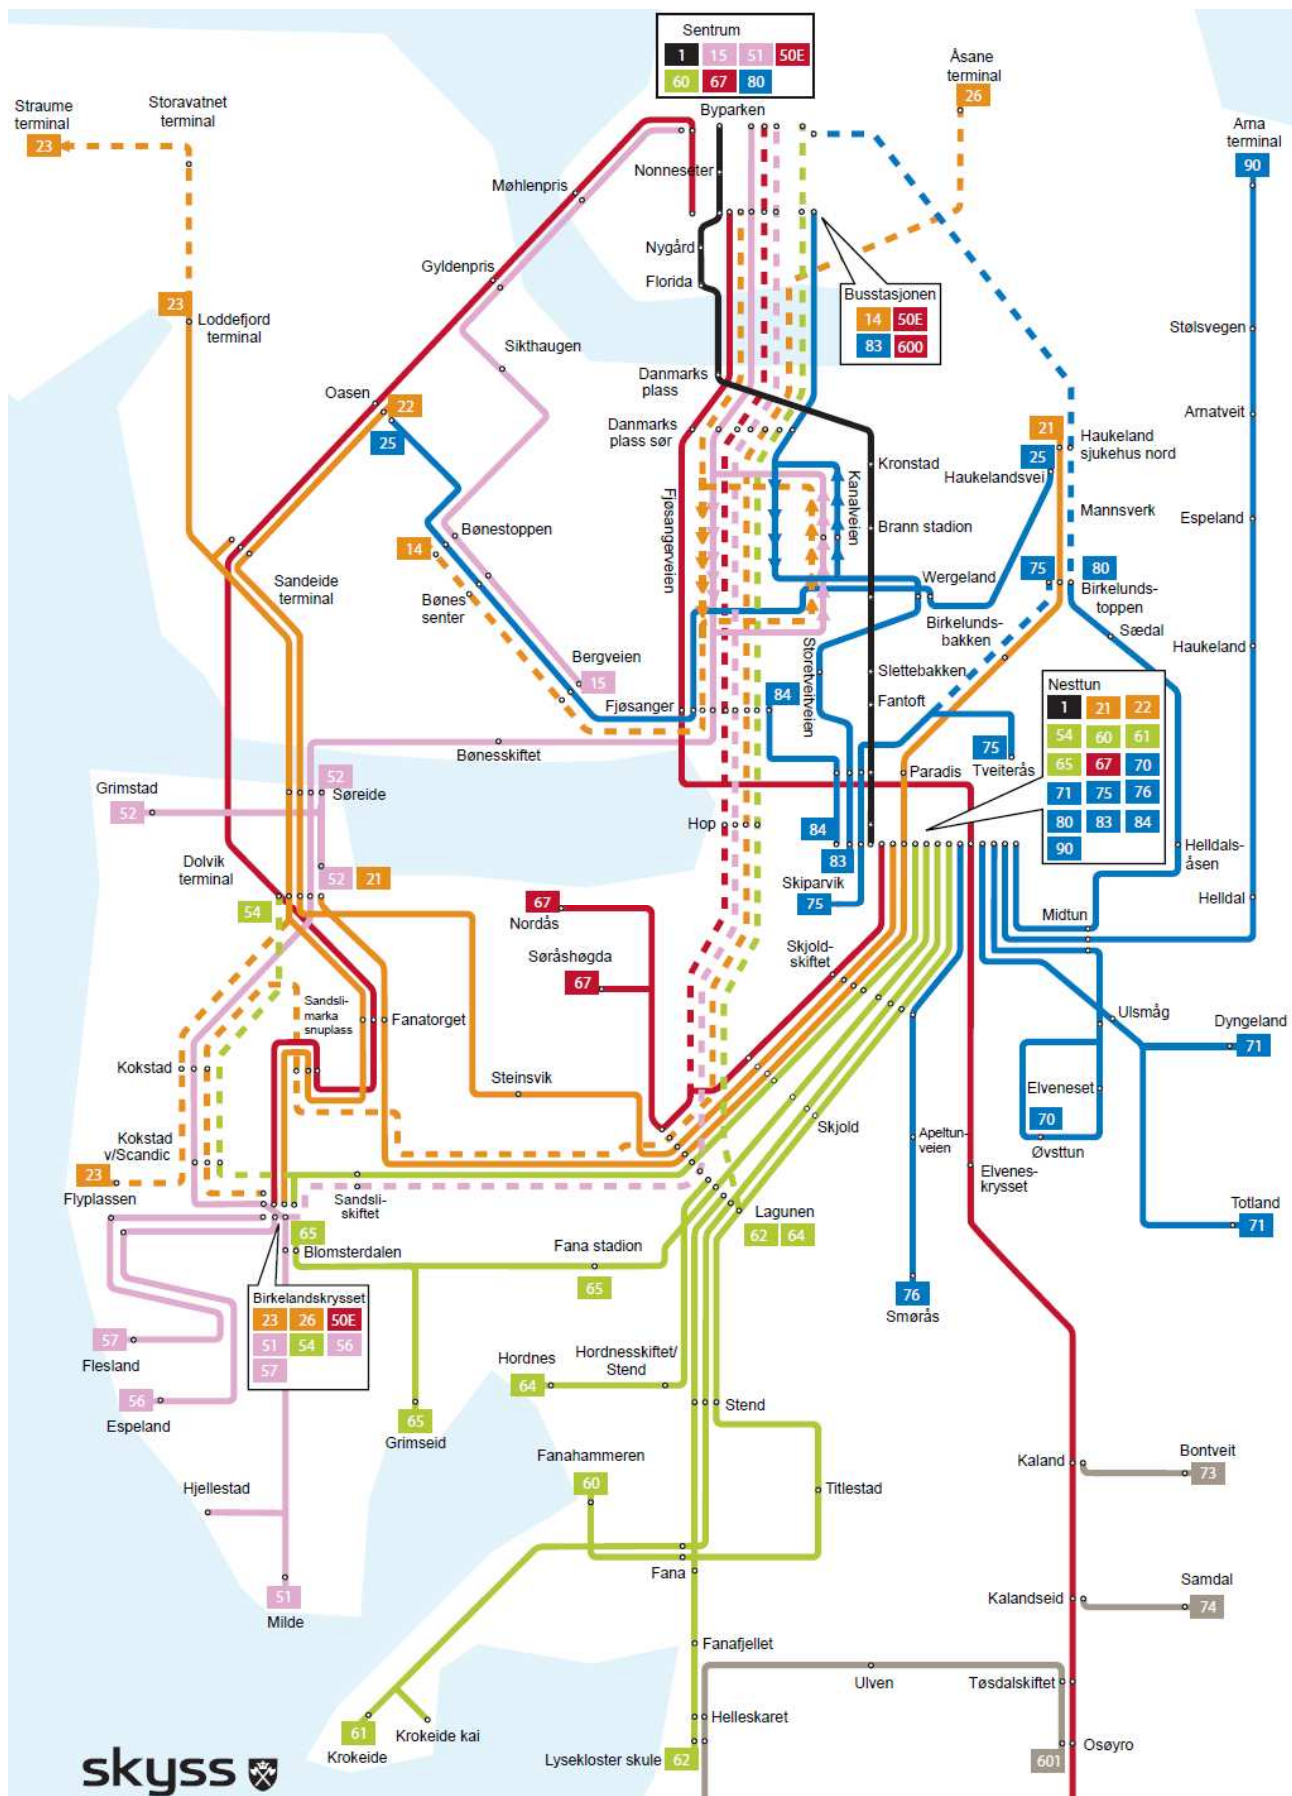 Sentrum
1 15 51 50E
60 67 80
Byparken
Åsane
terminal
26
Straume
terminal
23
Storavatnet
terminal
Arna
terminal
90
Nonneseter
Møhlenpris
Nygård
Gyldenpris
Florida
Busstasjonen
14 50E
83 600
23
Loddefjord
terminal
Stølsvegen
Sikthaugen
Danmarks
plass
Oasen
22
25
Arnatveit
Danmarks
plass sør
21
Haukeland
sjukehus nord
25
Haukelandsvei
Kronstad
Kanalveien
Fjøsangerveien
Mannsverk
Espeland
Brann stadion
Bønestoppen
14
Wergeland
75
80
Birkelunds-
toppen
Sandeide
terminal
Bønes
senter
Birkelunds-
bakken
Sædal
Storetveitveien
Haukeland
Bergveien
15
Slettebakken
Nesttun
1 21 22
54 60 61
65 67 70
71 75 76
80 83 84
90
84
Fantoft
Fjøsanger
75
Tveiterås
Bønesskiftet
Paradis
52
Søreide
Grimstad
52
Hop
84
83
Helldals-
åsen
Dolvik
terminal
52
21
Skiparvik
75
54
67
Nordås
Helldal
Midtun
Søråshøgda
67
Skjold-
skiftet
Sandsli-
marka
snuplass
Fanatorget
Ulsmåg
Dyngeland
71
Kokstad
Steinsvik
Elveneset
70
Øvsttun
Skjold
Apeltun-
veien
Kokstad
v/Scandic
23
Flyplassen
Elvenes-
krysset
Sandsli-
skiftet
Lagunen
62 64
Totland
71
65
Blomsterdalen
Fana stadion
65
76
Smørås
Birkelandskrysset
23 26 50E
51 54 56
57
57
Flesland
Hordnes
64
Hordnesskiftet/
Stend
56
Espeland
65
Grimseid
Stend
Fanahammeren
60
Kaland
Bontveit
73
Hjellestad
Titlestad
Fana
51
Milde
Kalandseid
Samdal
74
Fanafjellet
Ulven
Tøsdalskiftet
Helleskaret
61
Krokeide
Krokeide kai
Lysekloster skule
62
601
Osøyro
skyss